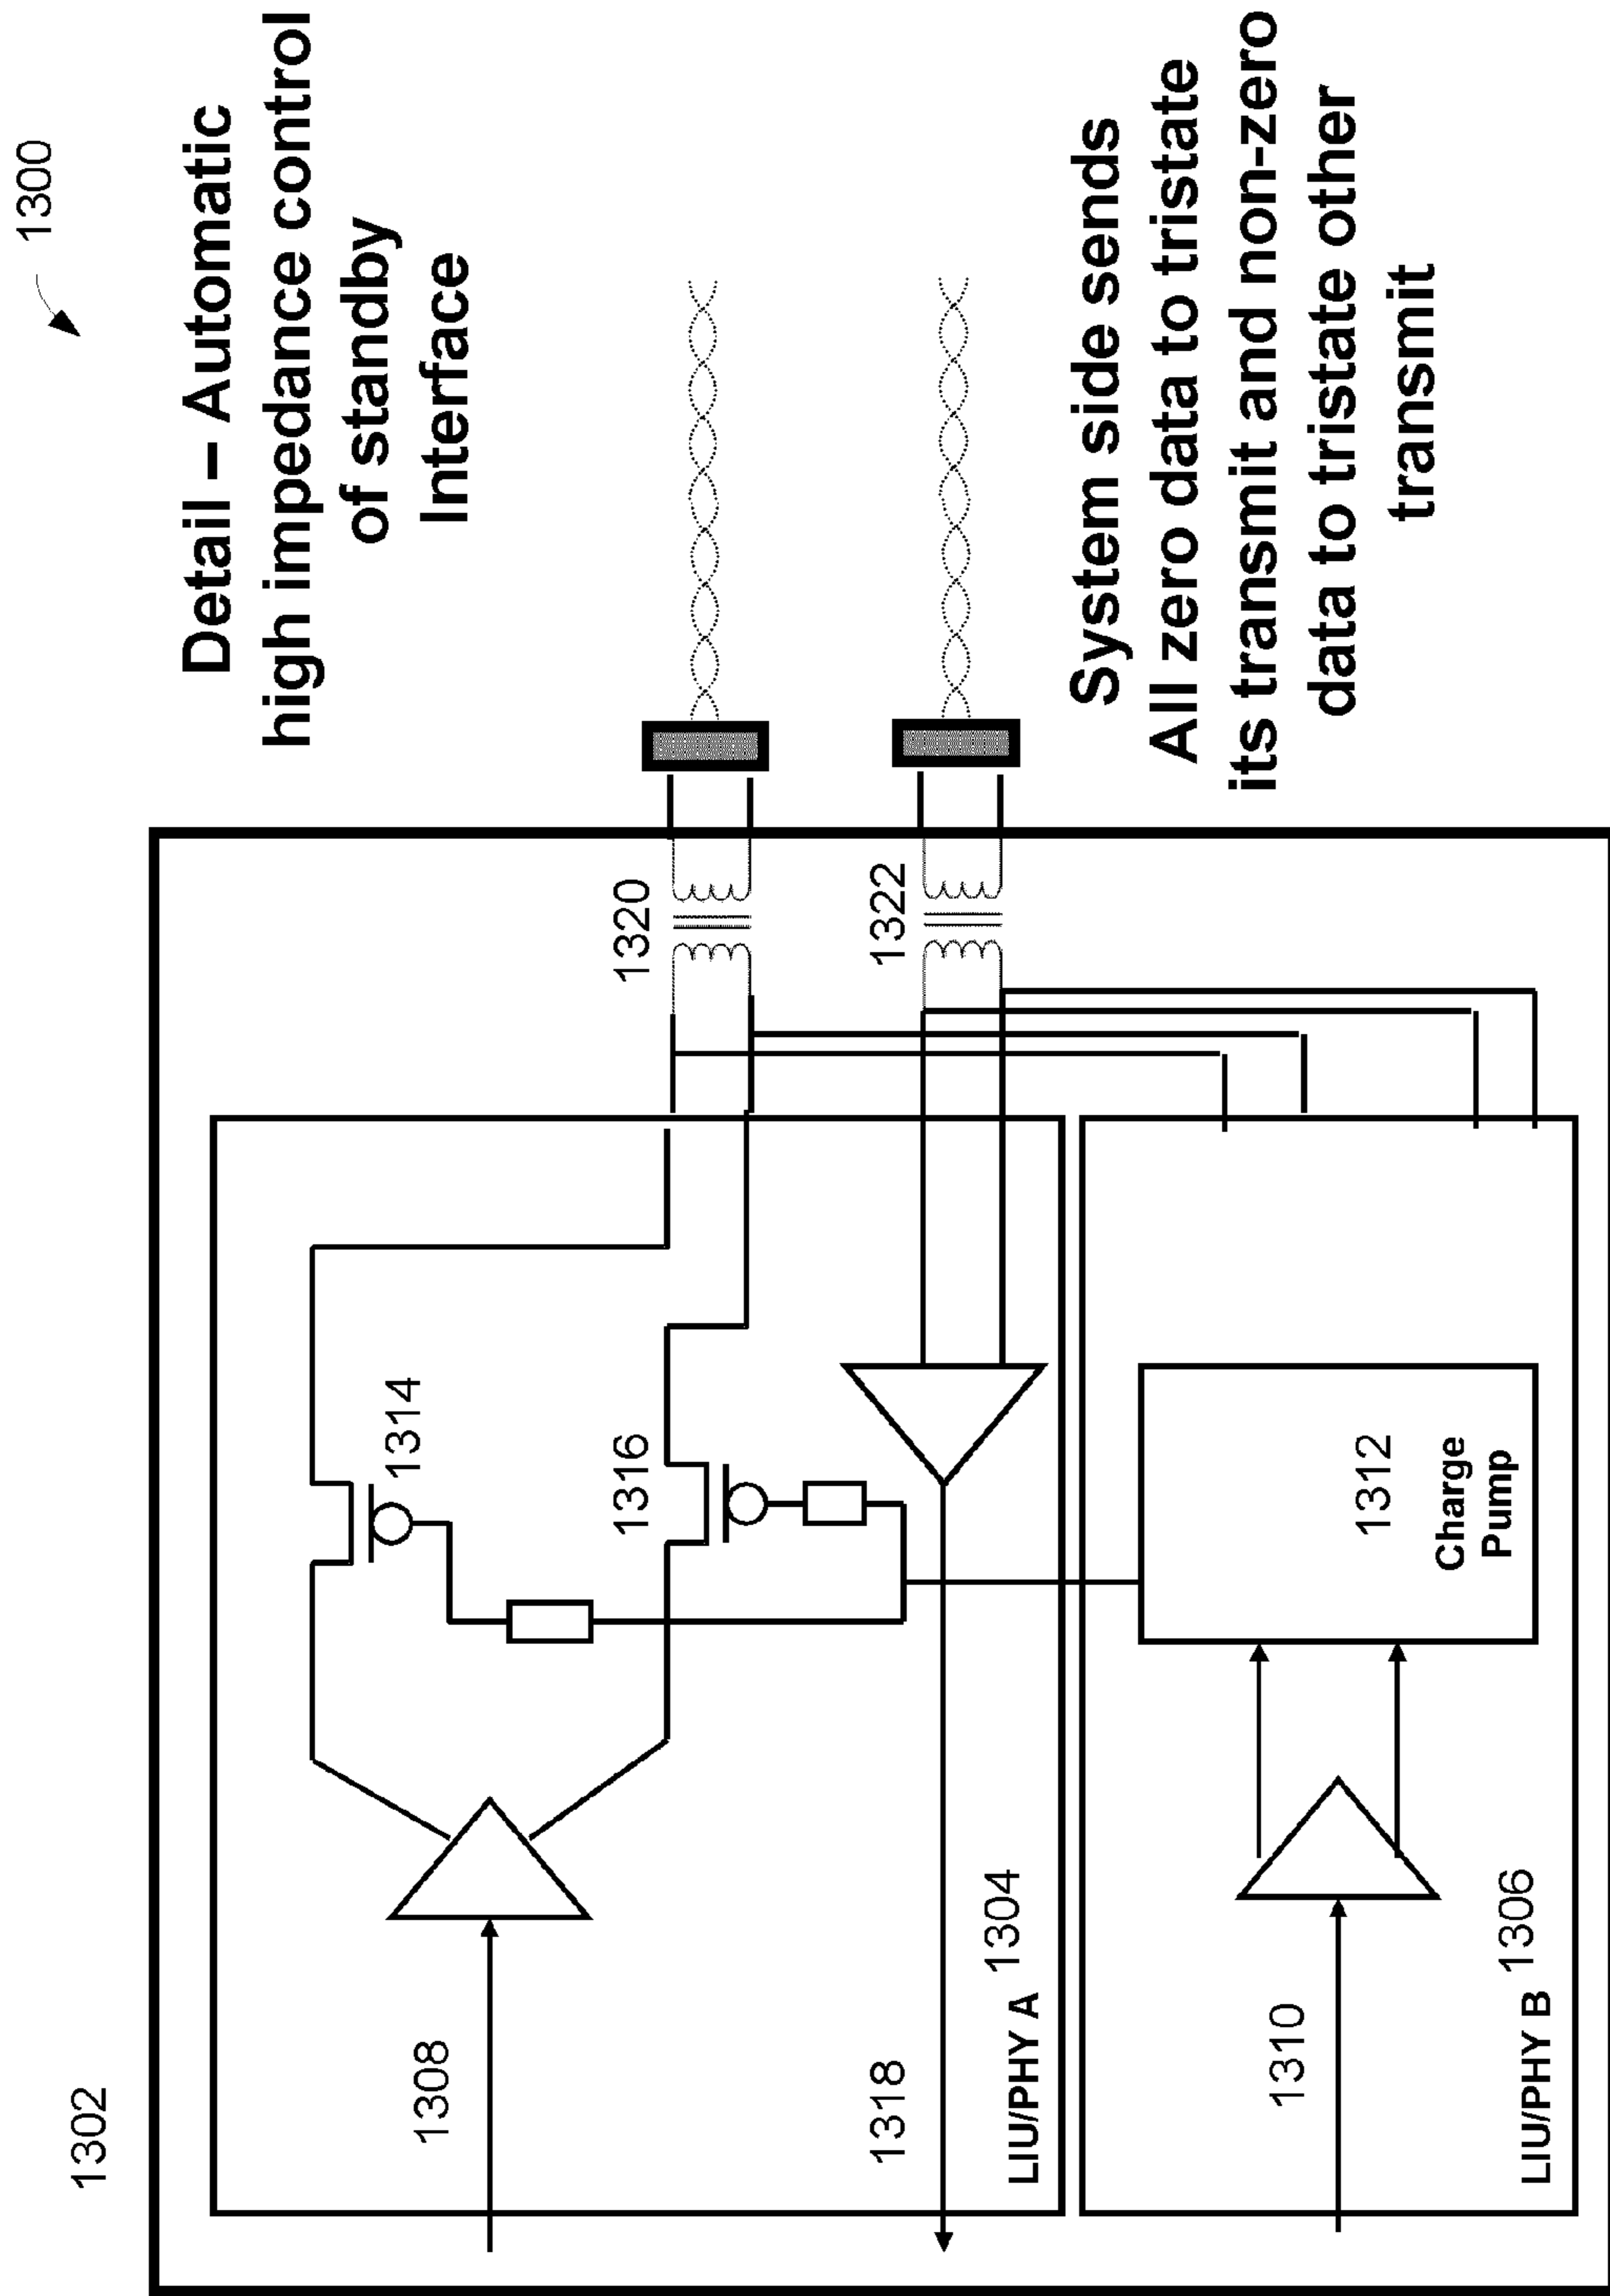 1300
Detail – Automatic
high impedance control
of standby
Interface
1302
1320
1322
1314
1316
1308
1318
1304
LIU/PHY A
1312
Charge
Pump
1310
1306
LIU/PHY B
System side sends
All zero data to tristate
its transmit and non-zero
data to tristate other
transmit